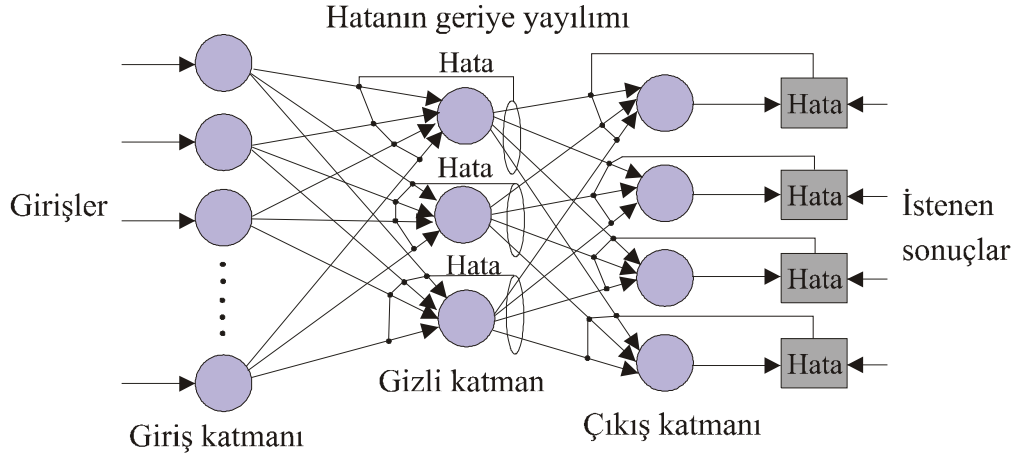 Hatanın geriye yayılımı
Hata
Hata
Hata
Hata
Hata
Girişler
İstenen
sonuçlar
Hata
Hata
Hata
Gizli katman
Giriş katmanı
Çıkış katmanı